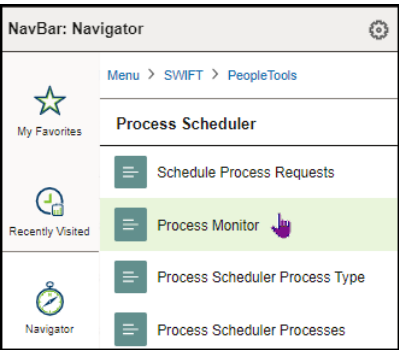 NavBar: Navigator
Menu > SWIFT > PeopleTools
My Favorites
Process Scheduler
Schedule Process Requests
Recently Visited
Process Monitor
Process Scheduler Process Type
Navigator
Process Scheduler Processes